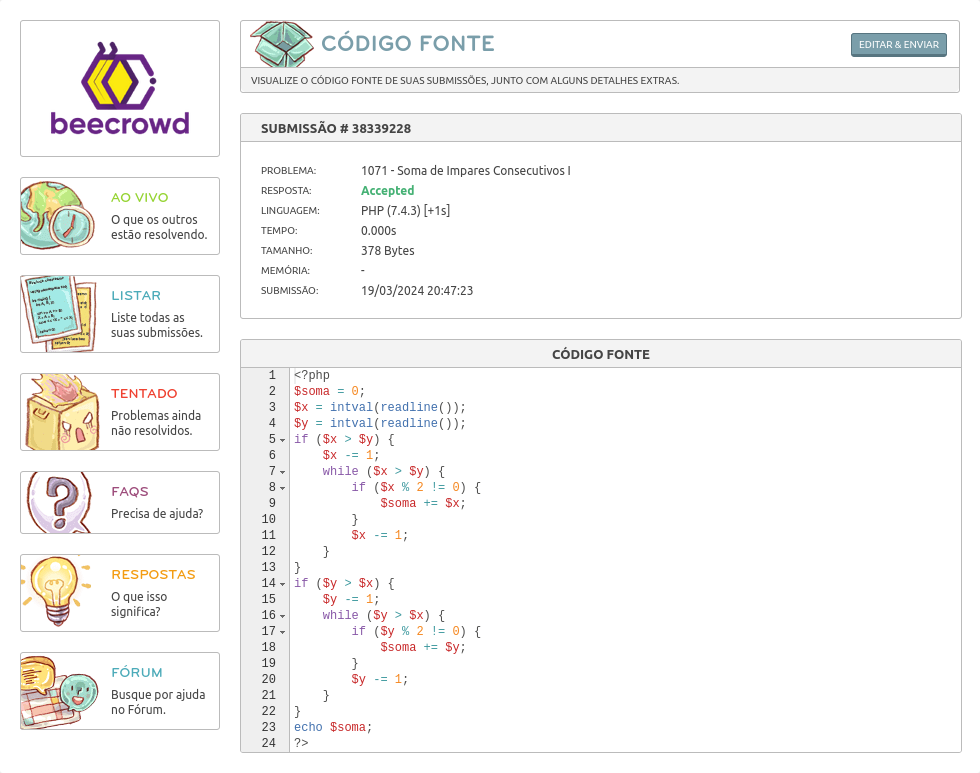 beecrowd
AO VIVO
O que os outros
estão resolvendo.
LISTAR
Liste todas as
suas submissões.
TENTADO
Problemas ainda
não resolvidos.
FAQS
Precisa de ajuda?
RESPOSTAS
O que isso
significa?
FÓRUM
Busque por ajuda
no Fórum.
CÓDIGO FONTE
EDITAR & ENVIAR
VISUALIZE O CÓDIGO FONTE DE SUAS SUBMISSÕES, JUNTO COM ALGUNS DETALHES EXTRAS.
SUBMISSÃO # 38339228
PROBLEMA: 1071 - Soma de Impares Consecutivos I
RESPOSTA: Accepted
LINGUAGEM: PHP (7.4.3) [+1s]
TEMPO: 0.000s
TAMANHO: 378 Bytes
MEMÓRIA: -
SUBMISSÃO: 19/03/2024 20:47:23
CÓDIGO FONTE
1 <?php
2 $soma = 0;
3 $x = intval(readline());
4 $y = intval(readline());
5 if ($x > $y) {
6     $x -= 1;
7     while ($x > $y) {
8         if ($x % 2 != 0) {
9             $soma += $x;
10         }
11         $x -= 1;
12     }
13 }
14 if ($y > $x) {
15     $y -= 1;
16     while ($y > $x) {
17         if ($y % 2 != 0) {
18             $soma += $y;
19         }
20         $y -= 1;
21     }
22 }
23 echo $soma;
24 ?>